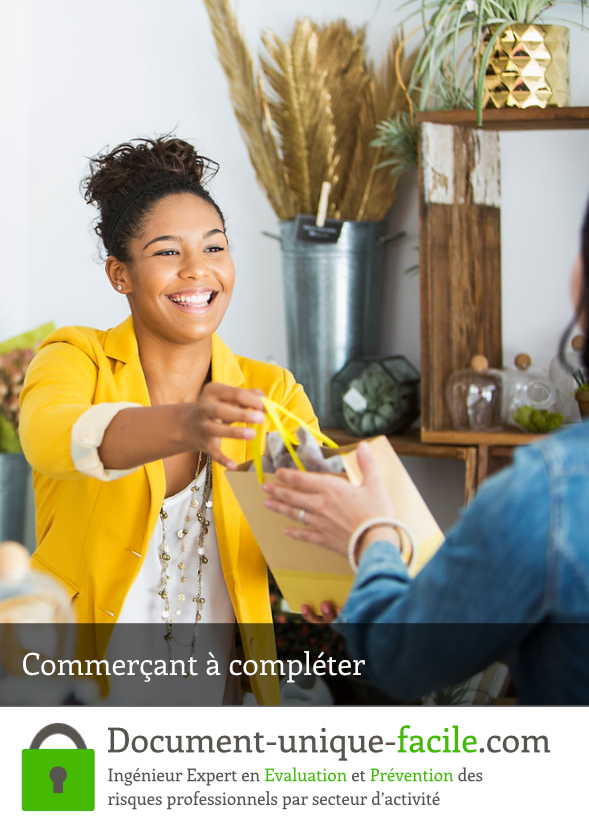 Commerçant à compléter
Document-unique-facile.com
Ingénieur Expert en Evaluation et Prévention des
risques professionnels par secteur d’activité